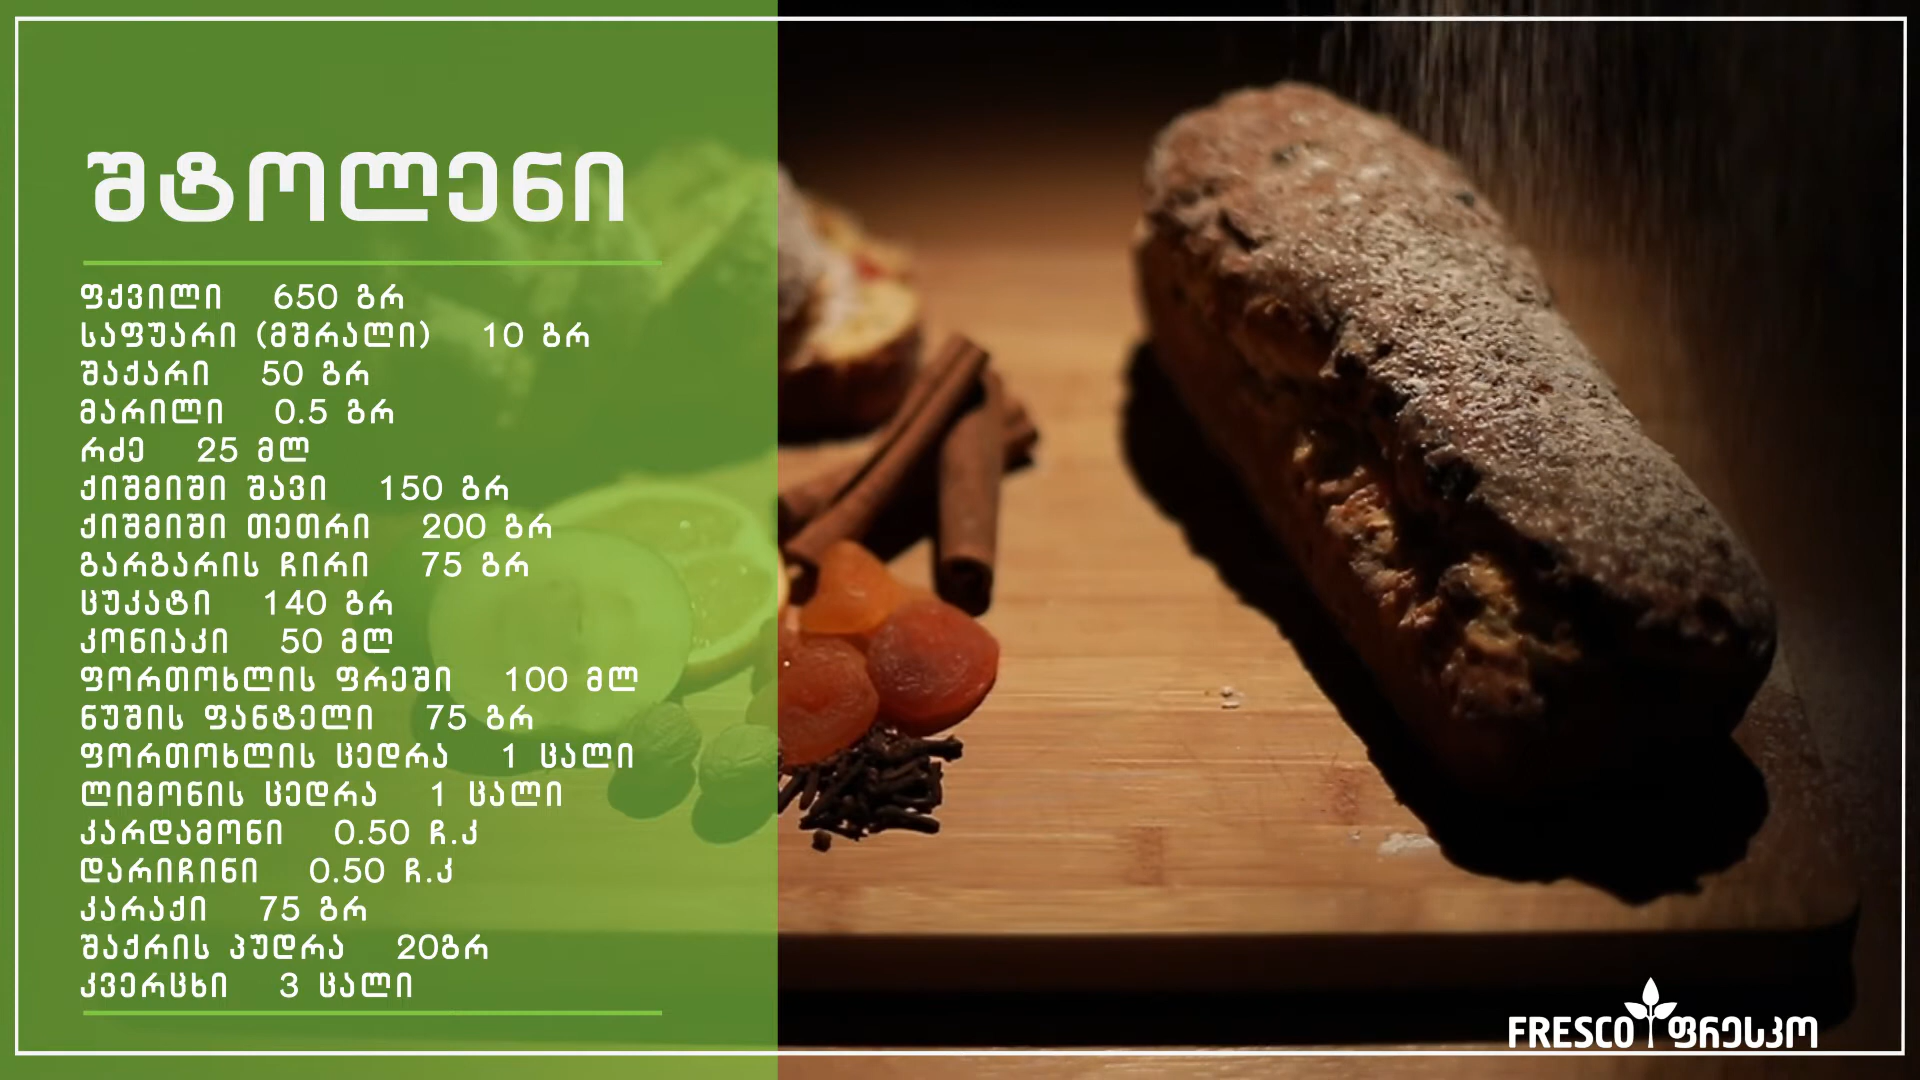 შტოლენი
ფქვილი 650 გრ
საფუარი (მშრალი) 10 გრ
შაქარი 50 გრ
მარილი 0.5 გრ
რძე 25 მლ
ქიშმიში შავი 150 გრ
ქიშმიში თეთრი 200 გრ
გარგარის ჩირი 75 გრ
ცუკატი 140 გრ
კონიაკი 50 მლ
ფორთოხლის ფრეში 100 მლ
ნუშის ფანტელი 75 გრ
ფორთოხლის ცედრა 1 ცალი
ლიმონის ცედრა 1 ცალი
კარდამონი 0.50 ჩ.კ
დარიჩინი 0.50 ჩ.კ
კარაქი 75 გრ
შაქრის პუდრა 20გრ
კვერცხი 3 ცალი
FRESCO ფრესკო